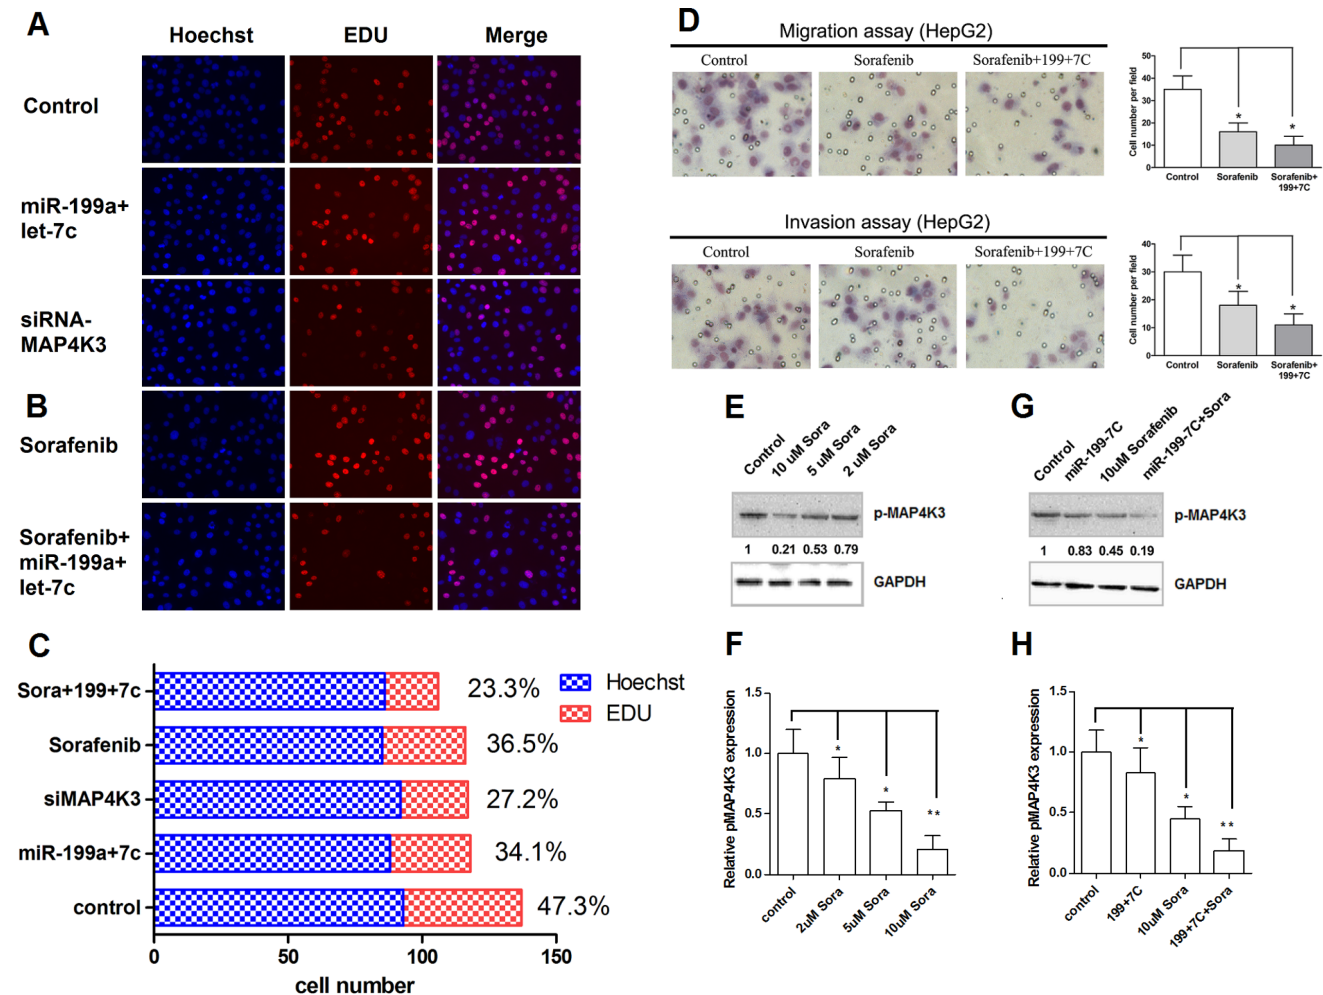 A
Hoechst EDU Merge
Control
miR-199a+
let-7c
siRNA-
MAP4K3
B
Sorafenib
Sorafenib+
miR-199a+
let-7c
C
Sora+199+7c
Sorafenib
siMAP4K3
miR-199a+7c
control
23.3%
36.5%
27.2%
34.1%
47.3%
Hoechst
EDU
0 50 100 150
cell number
D
Migration assay (HepG2)
Control Sorafenib Sorafenib+199+7C
Cell number per field
50
40
30
20
10
0
* *
Control Sorafenib Sorafenib+
199+7C
Invasion assay (HepG2)
Control Sorafenib Sorafenib+199+7C
Cell number per field
40
30
20
10
0
* *
Control Sorafenib Sorafenib+
199+7C
E
Control 10 uM Sora 5 uM Sora 2 uM Sora
p-MAP4K3
1 0.21 0.53 0.79
GAPDH
G
Control miR-199-7C 10uM Sorafenib miR-199-7C+Sora
p-MAP4K3
1 0.83 0.45 0.19
GAPDH
F
Relative pMAP4K3 expression
1.5
1.0
0.5
0.0
* * **
control 2uM Sora 5uM Sora 10uM Sora
H
Relative pMAP4K3 expression
1.5
1.0
0.5
0.0
* * **
control 199+7C 10uM Sora 199+7C+Sora